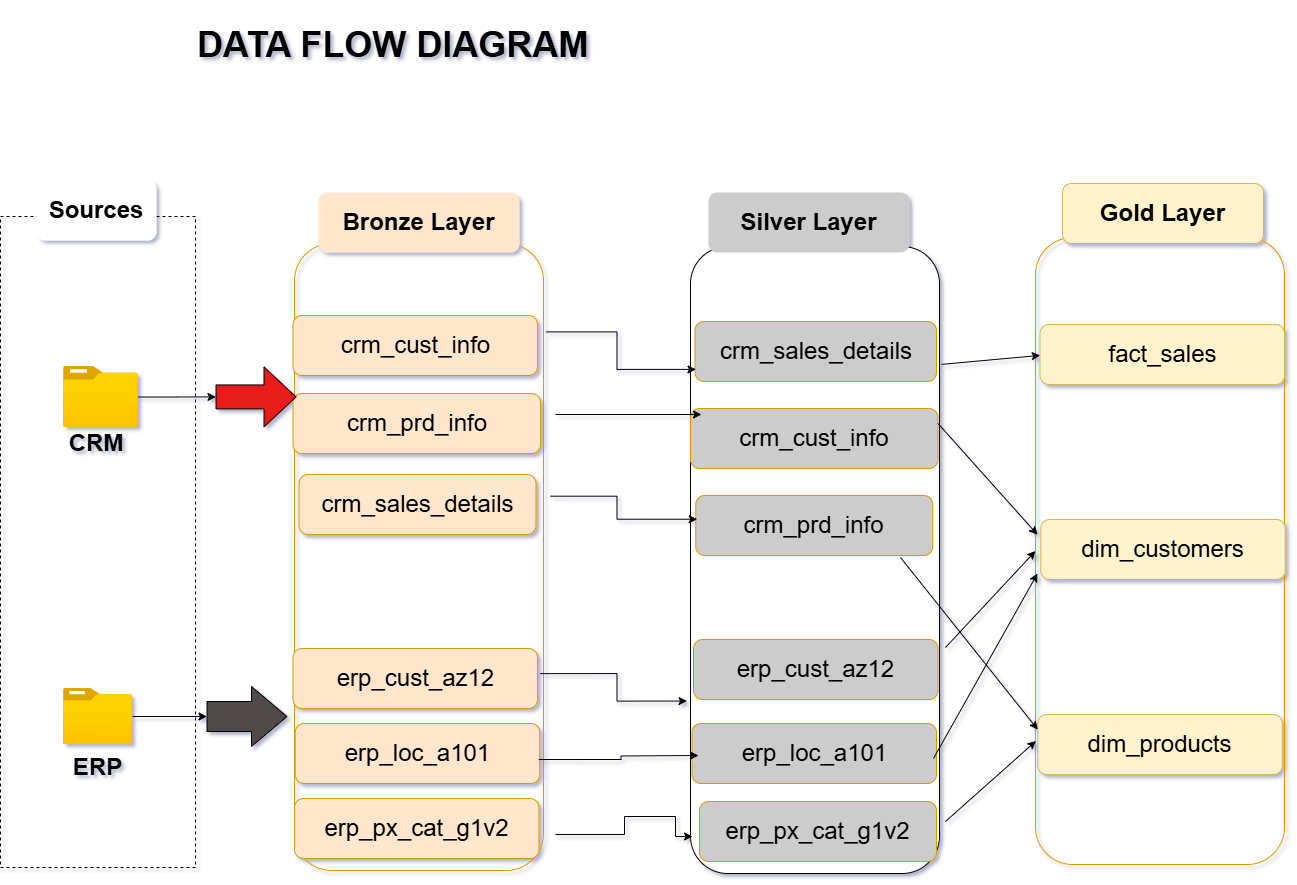 DATA FLOW DIAGRAM
Sources
CRM
ERP
Bronze Layer
crm_cust_info
crm_prd_info
crm_sales_details
erp_cust_az12
erp_loc_a101
erp_px_cat_g1v2
Silver Layer
crm_sales_details
crm_cust_info
crm_prd_info
erp_cust_az12
erp_loc_a101
erp_px_cat_g1v2
Gold Layer
fact_sales
dim_customers
dim_products